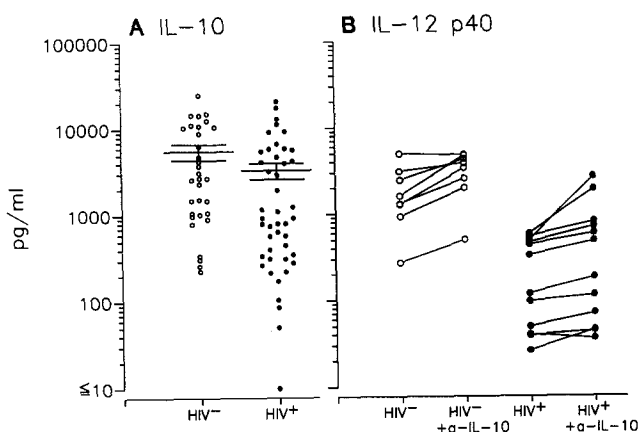 A IL-10
B IL-12 p40
pg/ml
100000
10000
1000
100
≦10
HIV⁻
HIV⁺
HIV⁻
HIV⁻
+α-IL-10
HIV⁺
HIV⁺
+α-IL-10